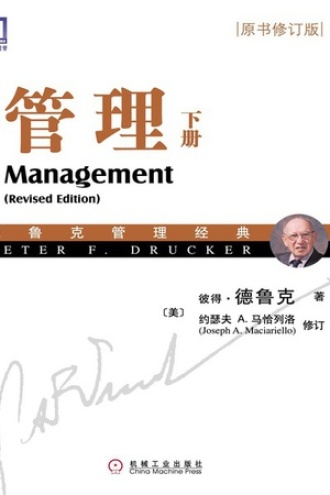 原书修订版
管理 下册
Management
(Revised Edition)
鲁克管理经典
ETER F. DRUCKER
彼得·德鲁克 著
〔美〕
约瑟夫 A. 马恰列洛 修订
(Joseph A. Maciariello)
机械工业出版社
China Machine Press